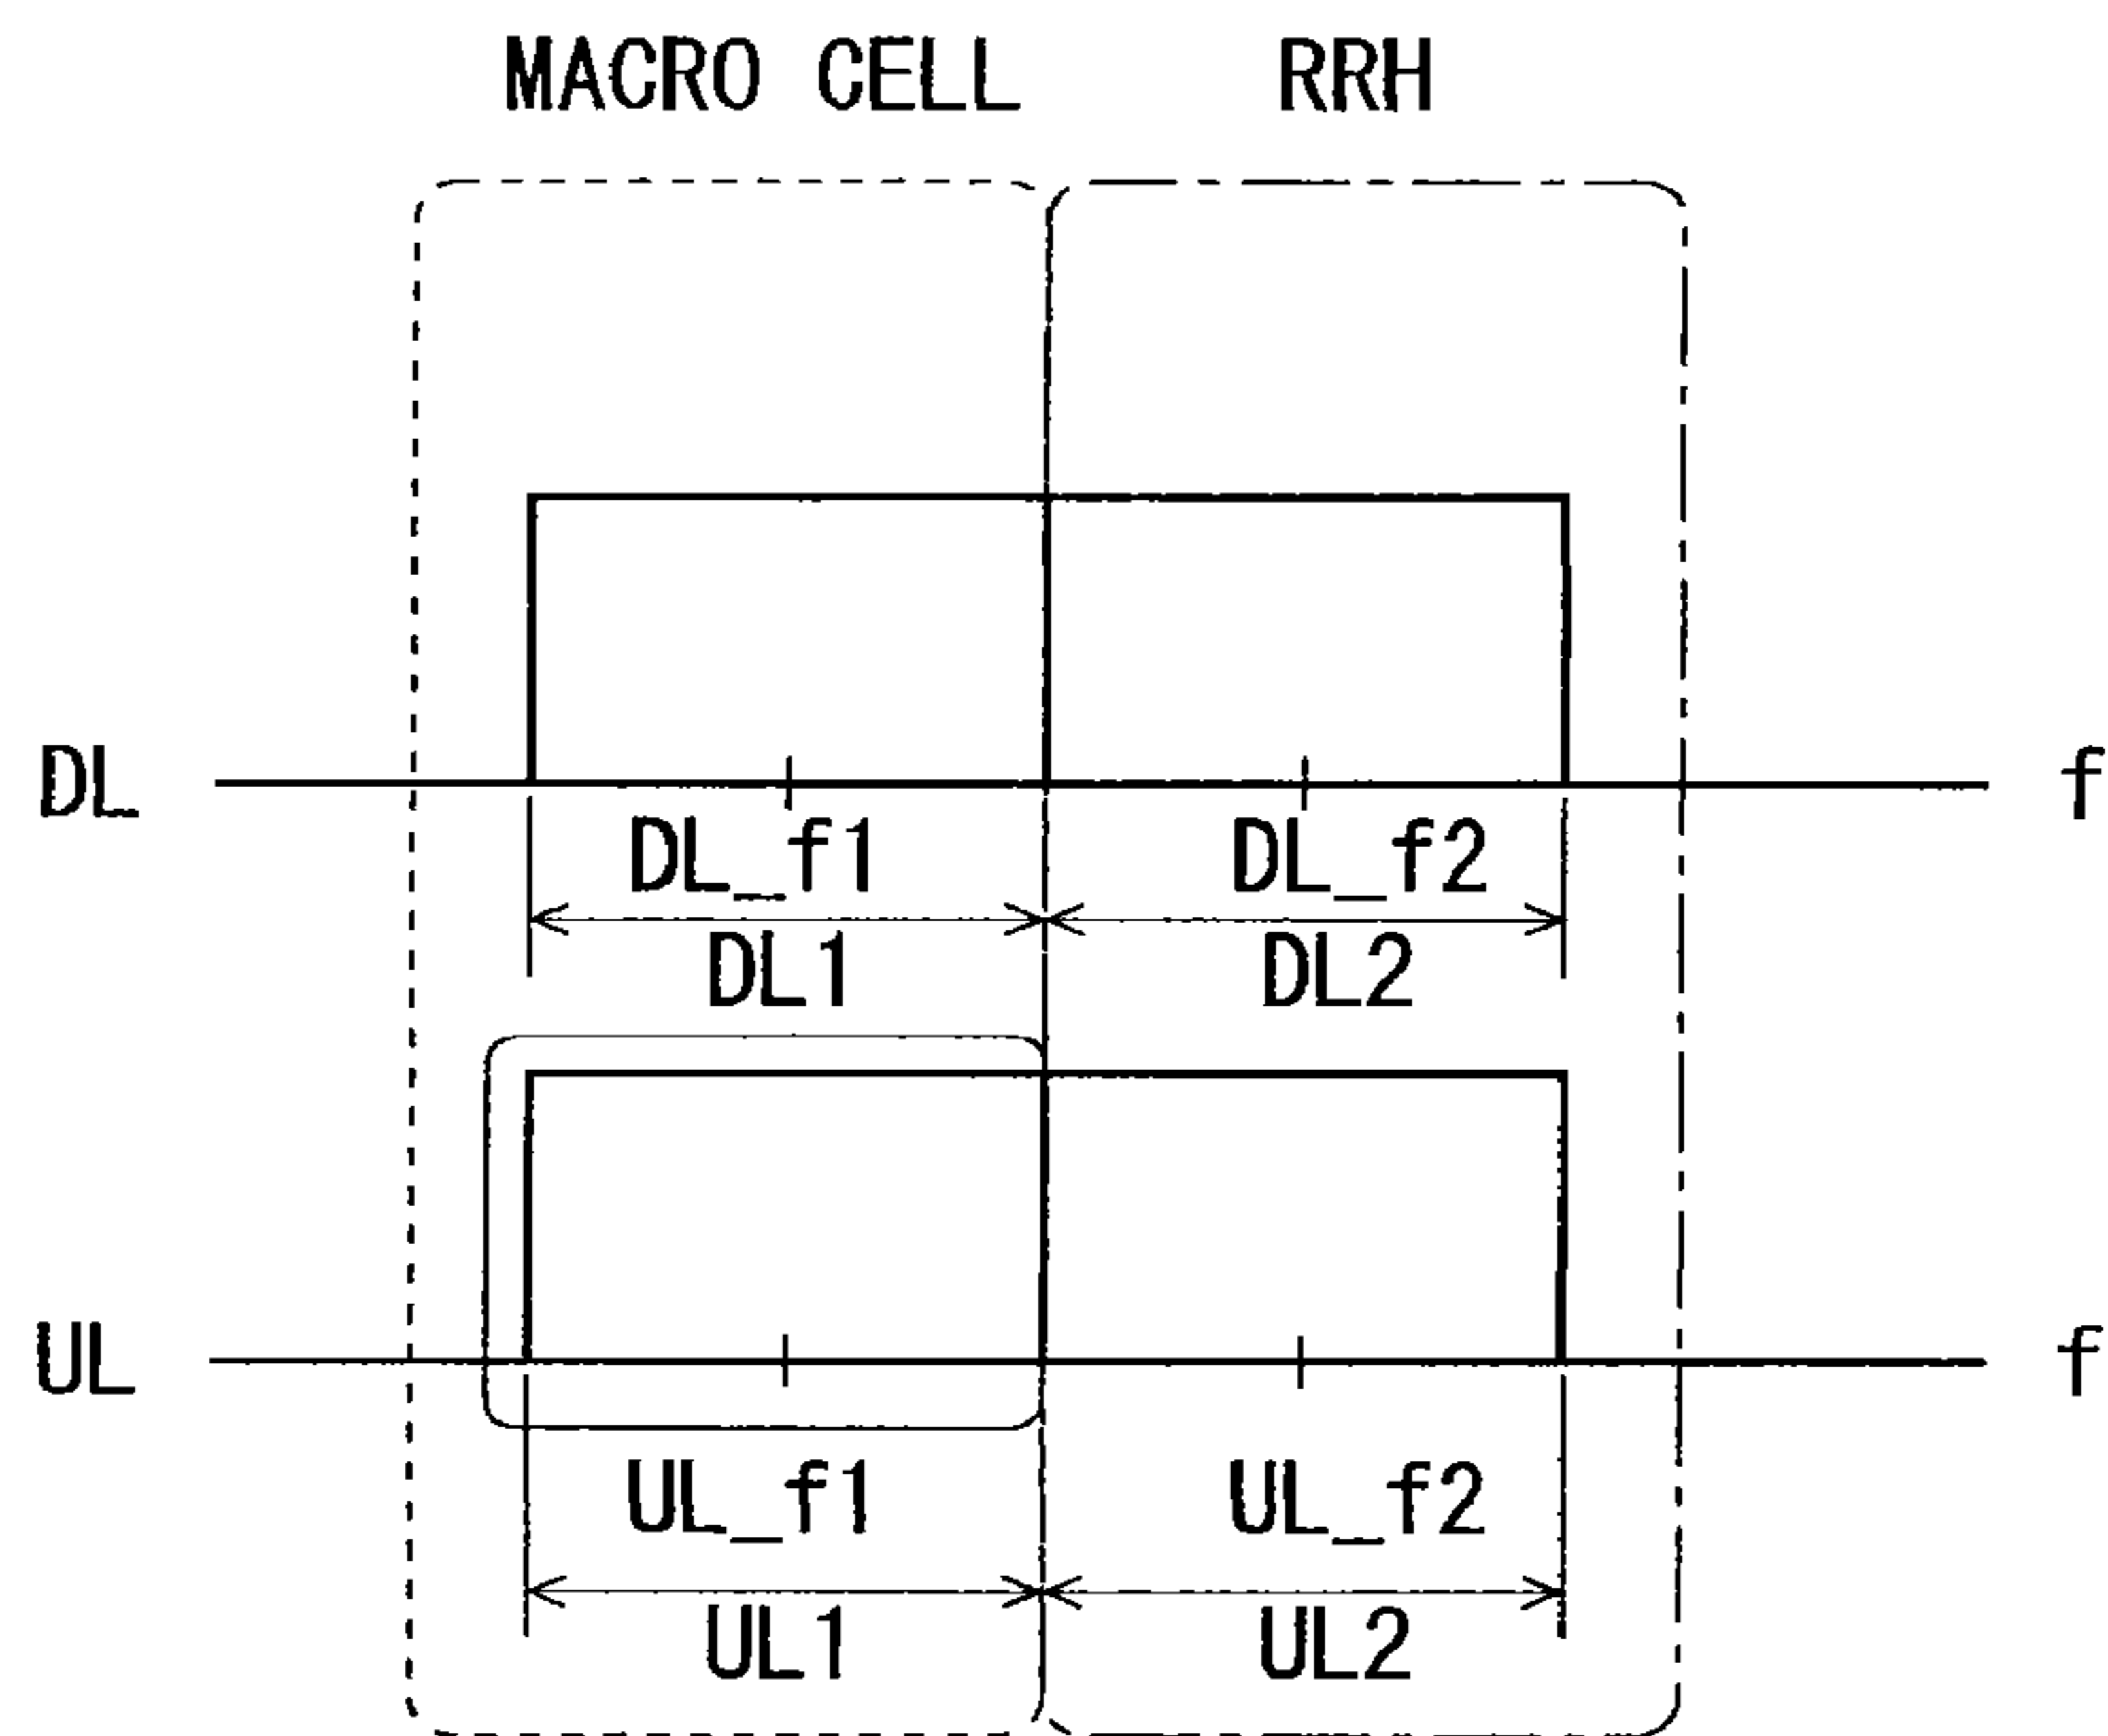 MACRO CELL RRH
DL f
DL_f1 DL_f2
DL1 DL2
UL f
UL_f1 UL_f2
UL1 UL2